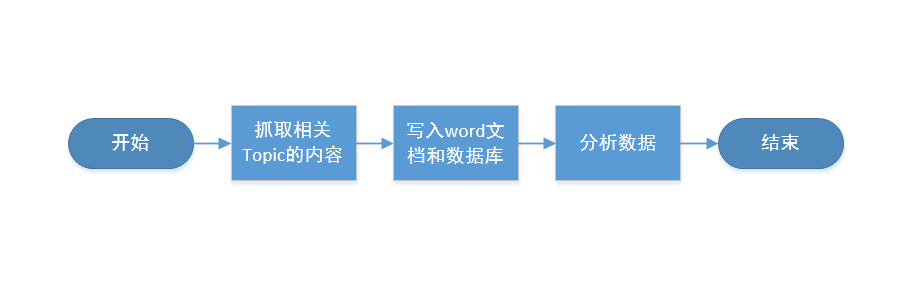 开始
抓取相关
Topic的内容
写入word文
档和数据库
分析数据
结束